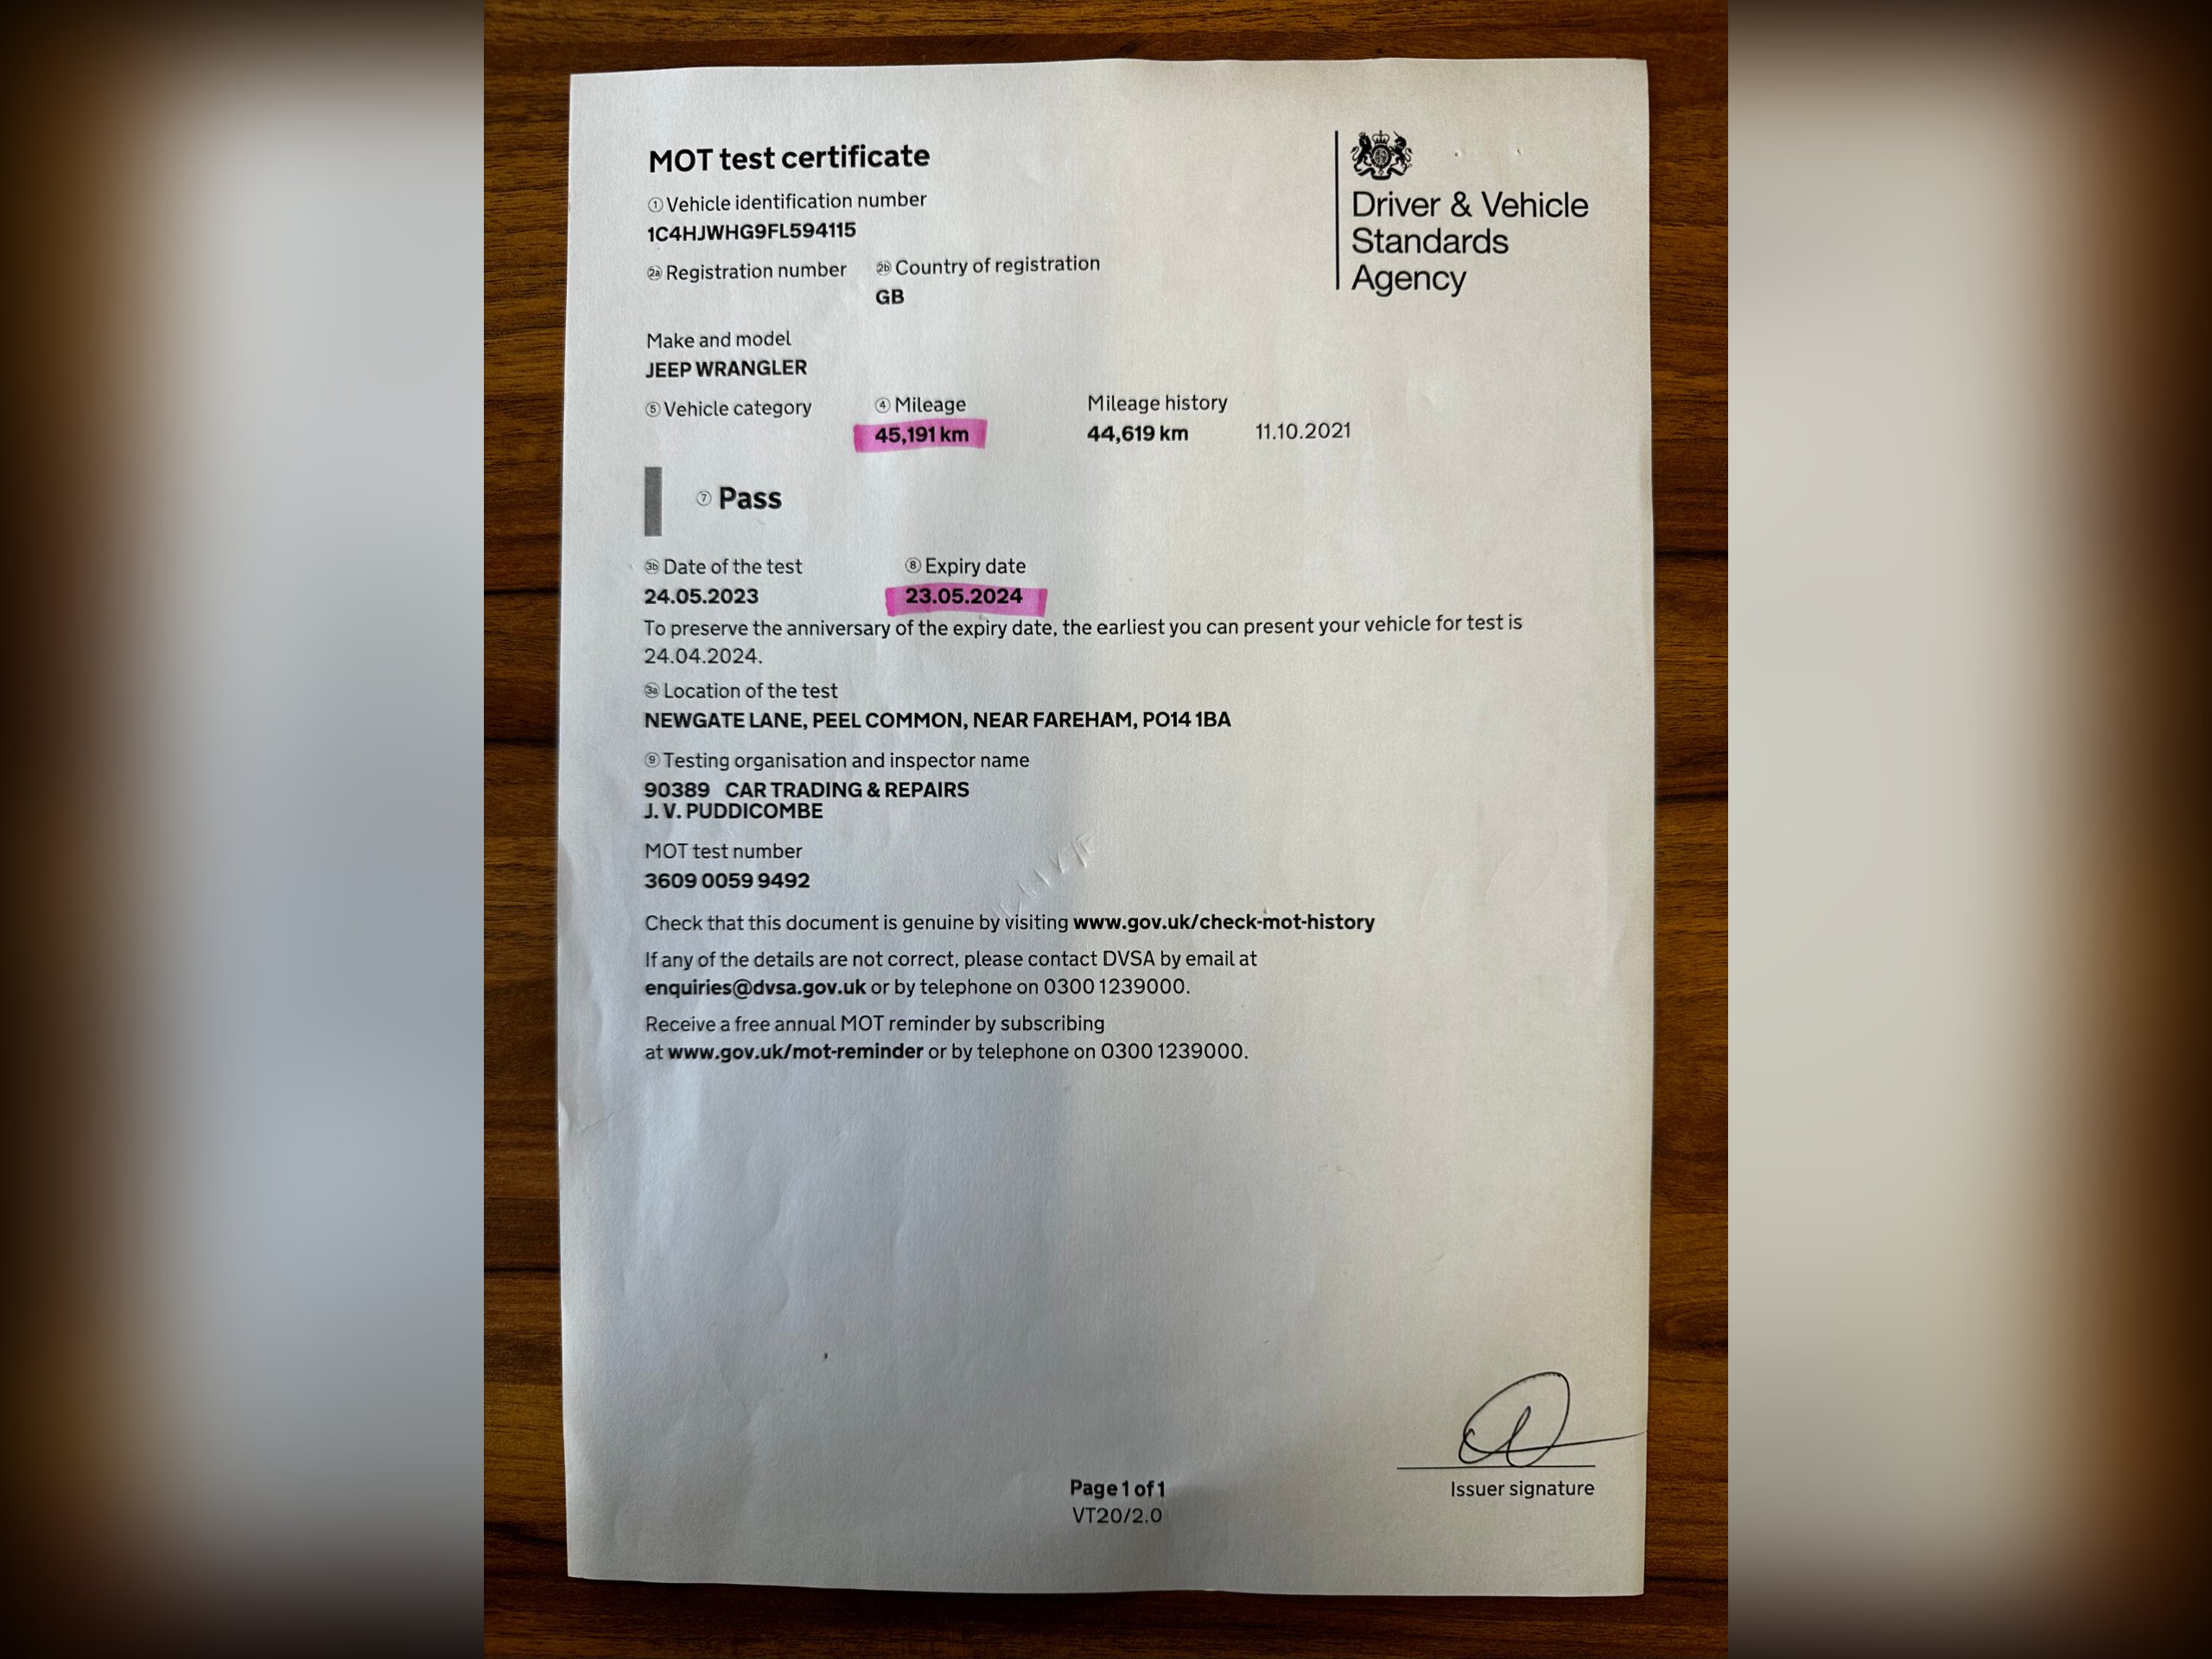 MOT test certificate
Driver & Vehicle
Standards
Agency
① Vehicle identification number
1C4HJWHG9FL594115
2a Registration number 2b Country of registration
GB
Make and model
JEEP WRANGLER
⑤ Vehicle category ④ Mileage Mileage history
45,191 km 44,619 km 11.10.2021
⑦ Pass
3b Date of the test ⑧ Expiry date
24.05.2023 23.05.2024
To preserve the anniversary of the expiry date, the earliest you can present your vehicle for test is
24.04.2024.
3a Location of the test
NEWGATE LANE, PEEL COMMON, NEAR FAREHAM, PO14 1BA
⑨ Testing organisation and inspector name
90389 CAR TRADING & REPAIRS
J. V. PUDDICOMBE
MOT test number
3609 0059 9492
Check that this document is genuine by visiting www.gov.uk/check-mot-history
If any of the details are not correct, please contact DVSA by email at
enquiries@dvsa.gov.uk or by telephone on 0300 1239000.
Receive a free annual MOT reminder by subscribing
at www.gov.uk/mot-reminder or by telephone on 0300 1239000.
Issuer signature
Page 1 of 1
VT20/2.0